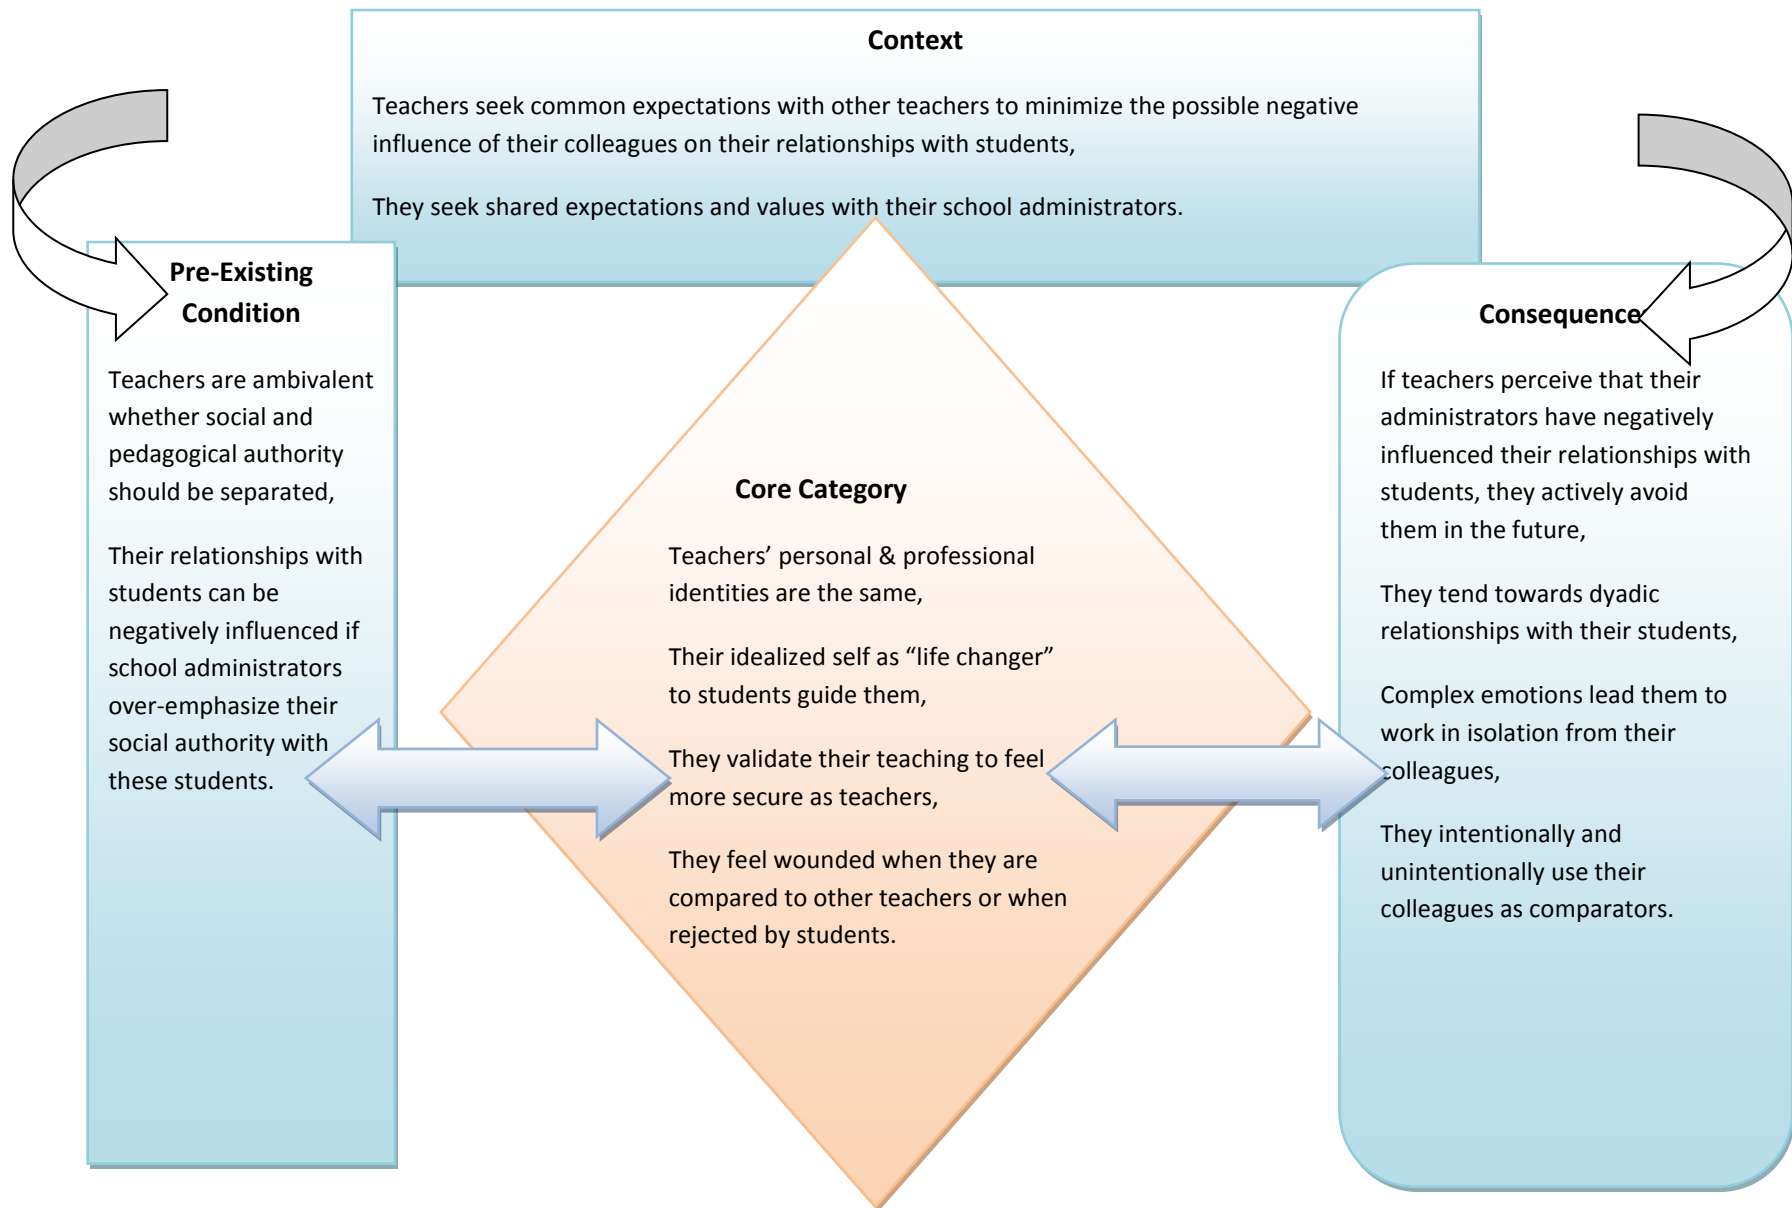 Context
Teachers seek common expectations with other teachers to minimize the possible negative
influence of their colleagues on their relationships with students,
They seek shared expectations and values with their school administrators.
Pre-Existing
Condition
Teachers are ambivalent
whether social and
pedagogical authority
should be separated,
Their relationships with
students can be
negatively influenced if
school administrators
over-emphasize their
social authority with
these students.
Core Category
Teachers’ personal & professional
identities are the same,
Their idealized self as “life changer”
to students guide them,
They validate their teaching to feel
more secure as teachers,
They feel wounded when they are
compared to other teachers or when
rejected by students.
Consequence
If teachers perceive that their
administrators have negatively
influenced their relationships with
students, they actively avoid
them in the future,
They tend towards dyadic
relationships with their students,
Complex emotions lead them to
work in isolation from their
colleagues,
They intentionally and
unintentionally use their
colleagues as comparators.